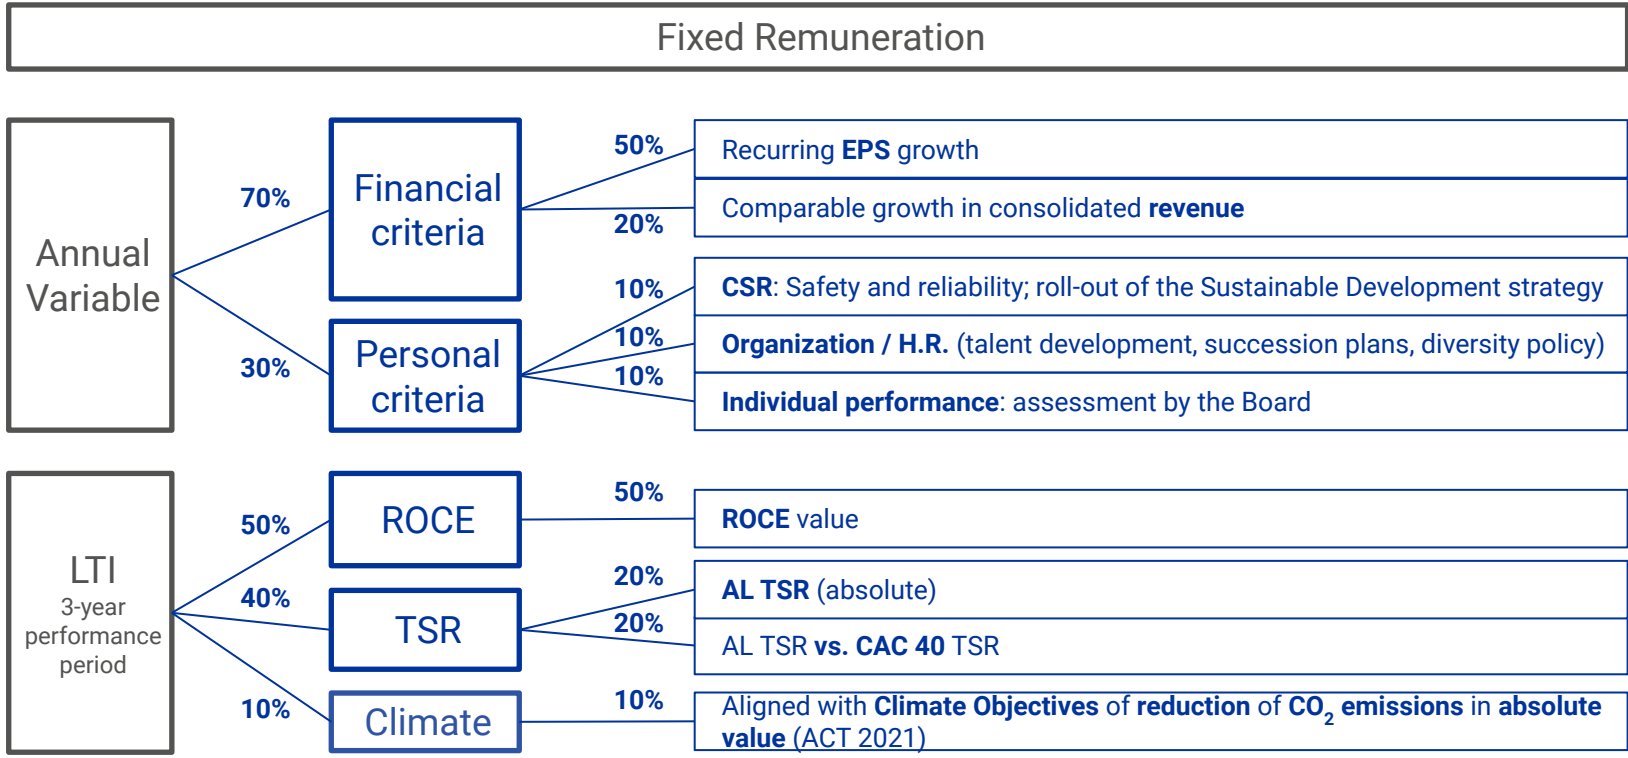 Fixed Remuneration
Annual
Variable
70%
30%
Financial
criteria
50%
20%
Recurring EPS growth
Comparable growth in consolidated revenue
Personal
criteria
10%
10%
10%
CSR: Safety and reliability; roll-out of the Sustainable Development strategy
Organization / H.R. (talent development, succession plans, diversity policy)
Individual performance: assessment by the Board
LTI
3-year
performance
period
50%
40%
10%
ROCE
50%
ROCE value
TSR
20%
20%
AL TSR (absolute)
AL TSR vs. CAC 40 TSR
Climate
10%
Aligned with Climate Objectives of reduction of CO₂ emissions in absolute
value (ACT 2021)